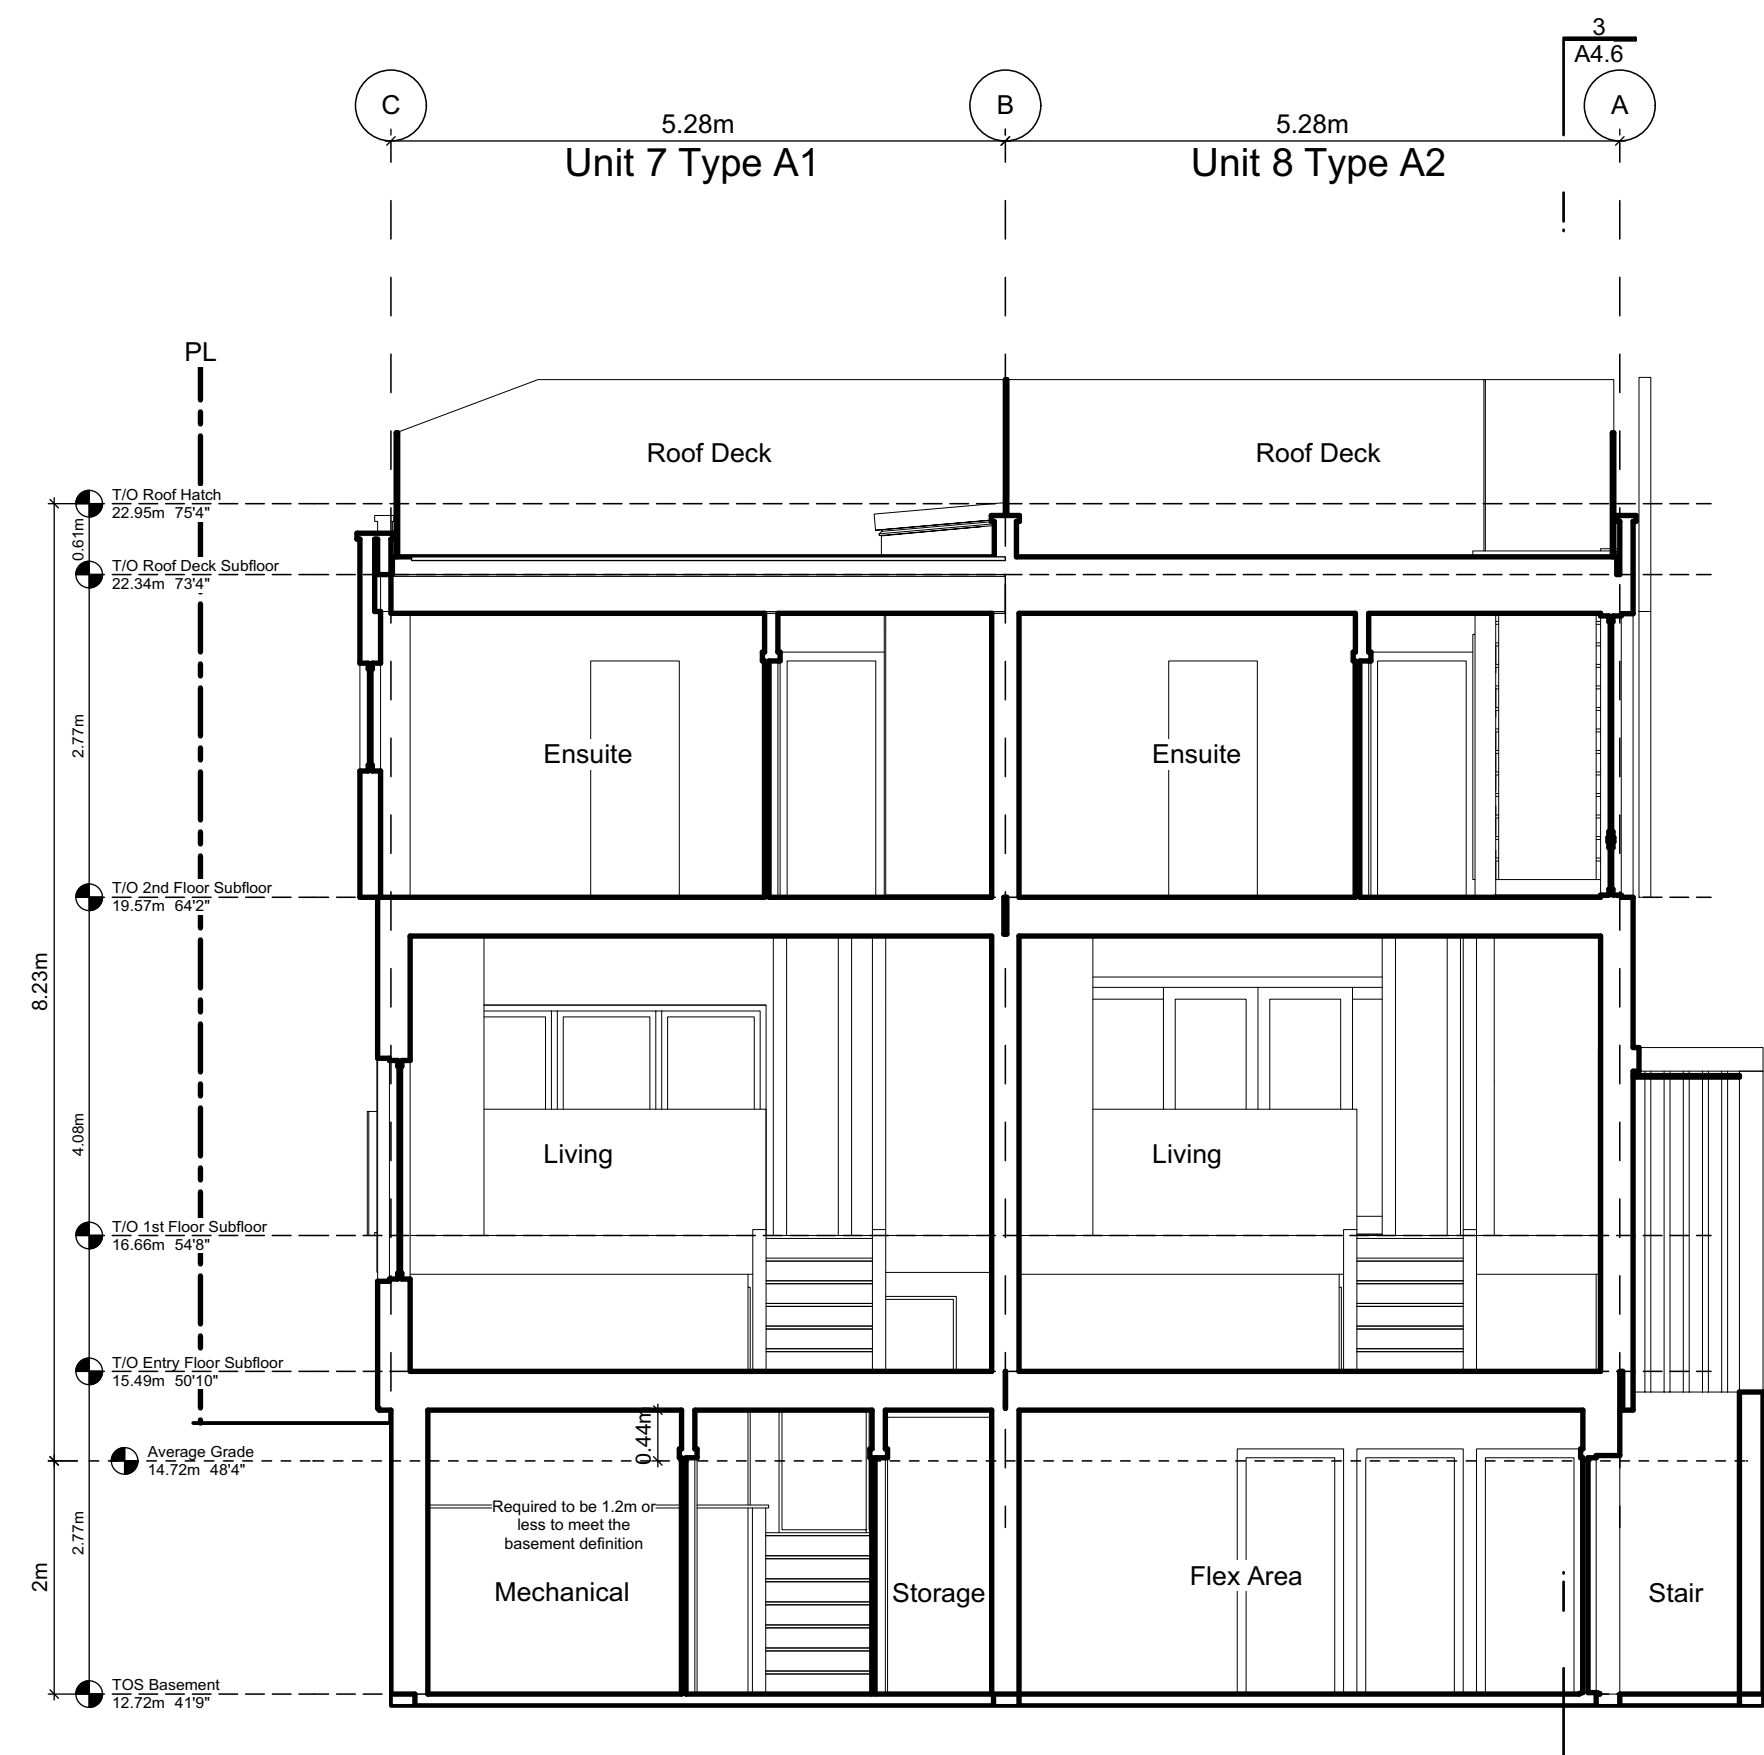 3
A4.6
C
B
A
5.28m
5.28m
Unit 7 Type A1
Unit 8 Type A2
PL
Roof Deck
Roof Deck
T/O Roof Hatch
22.95m 75'4"
0.61m
T/O Roof Deck Subfloor
22.34m 73'4"
2.77m
Ensuite
Ensuite
T/O 2nd Floor Subfloor
19.57m 64'2"
8.23m
4.08m
Living
Living
T/O 1st Floor Subfloor
16.66m 54'8"
T/O Entry Floor Subfloor
15.49m 50'10"
0.44m
Average Grade
14.72m 48'4"
Required to be 1.2m or
less to meet the
basement definition
2.77m
2m
Mechanical
Storage
Flex Area
Stair
TOS Basement
12.72m 41'9"